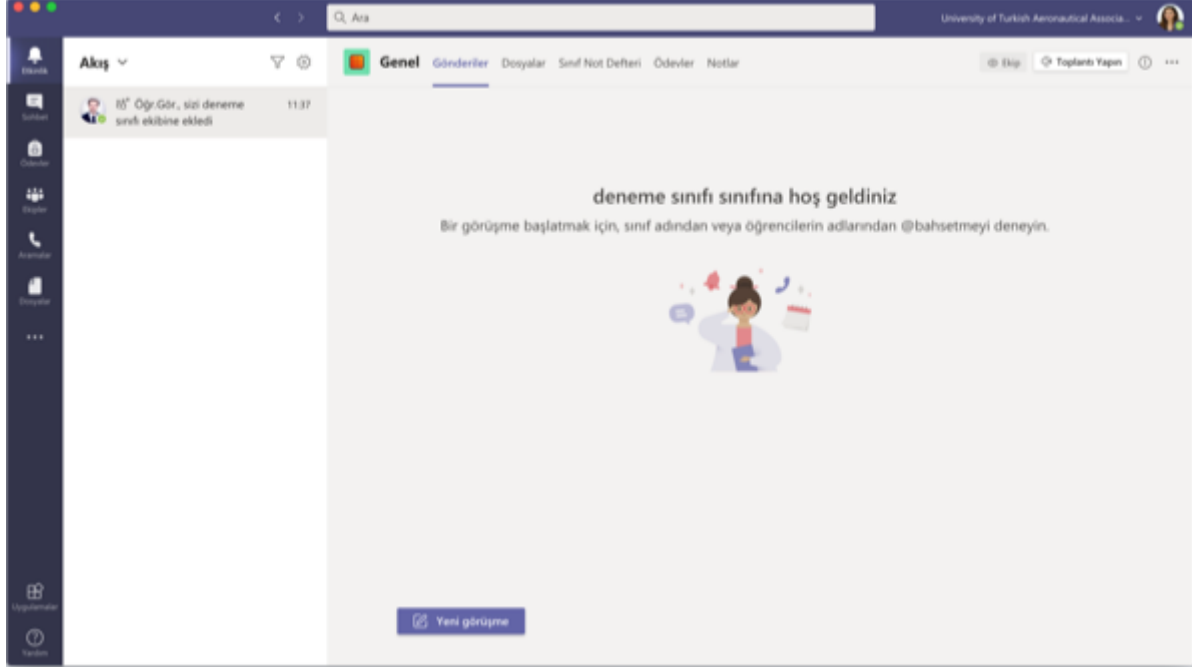 Ara
University of Turkish Aeronautical Associa...
Etkinlik
Sohbet
Ödevler
Ekipler
Aramalar
Dosyalar
Uygulamalar
Yardım
Akış
Öğr.Gör., sizi deneme
sınıfı ekibine ekledi
11:37
Genel Gönderiler Dosyalar Sınıf Not Defteri Ödevler Notlar
Ekip
Toplantı Yapın
deneme sınıfı sınıfına hoş geldiniz
Bir görüşme başlatmak için, sınıf adından veya öğrencilerin adlarından @bahsetmeyi deneyin.
Yeni görüşme